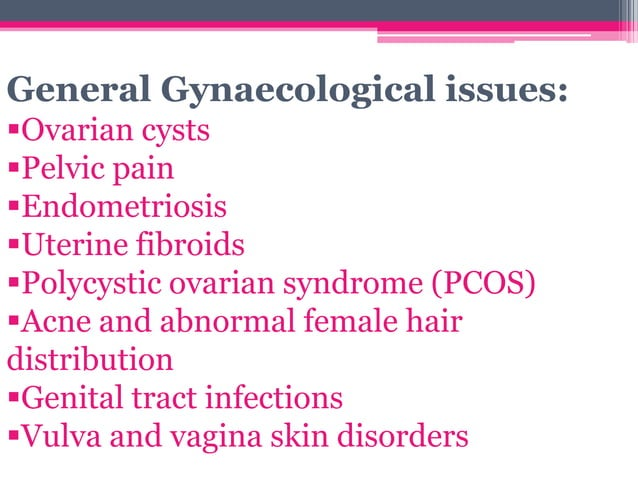 General Gynaecological issues:
▪Ovarian cysts
▪Pelvic pain
▪Endometriosis
▪Uterine fibroids
▪Polycystic ovarian syndrome (PCOS)
▪Acne and abnormal female hair
distribution
▪Genital tract infections
▪Vulva and vagina skin disorders